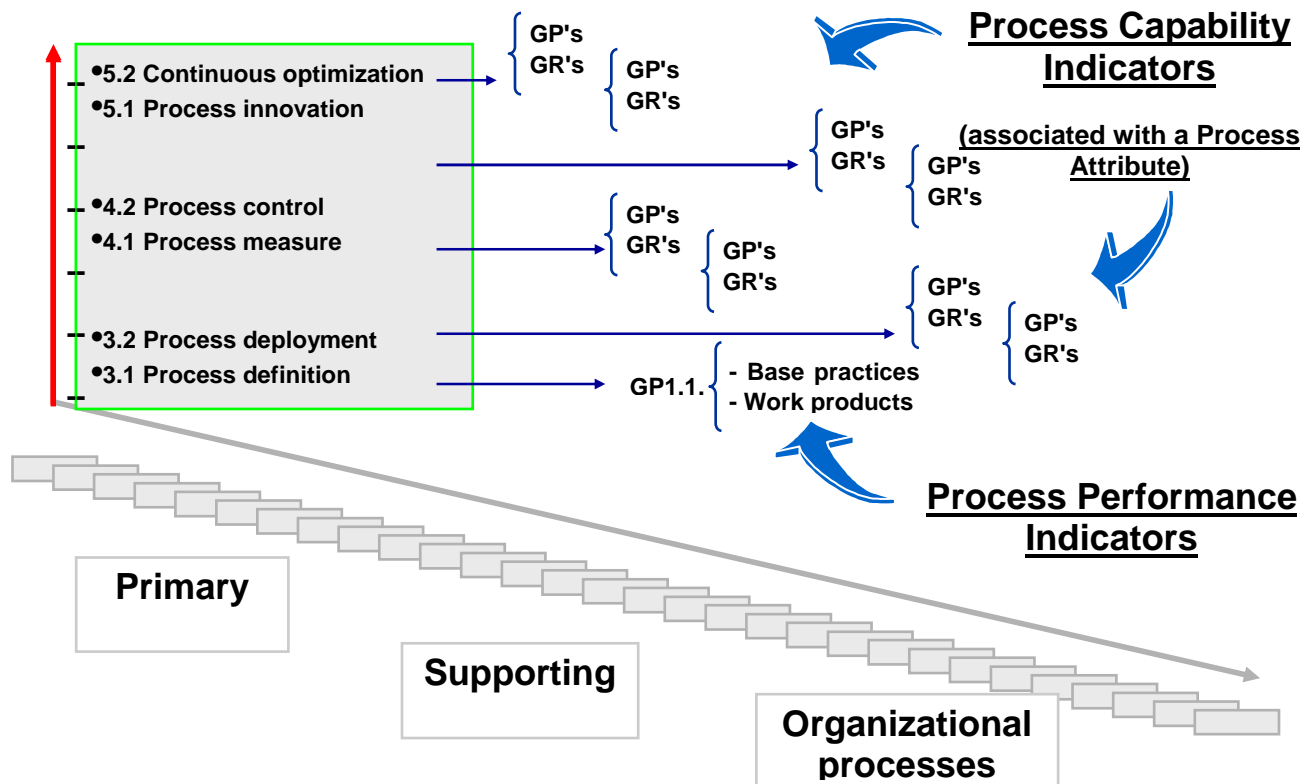 Process Capability
Indicators
(associated with a Process
Attribute)
•5.2 Continuous optimization
•5.1 Process innovation
•4.2 Process control
•4.1 Process measure
•3.2 Process deployment
•3.1 Process definition
GP's
GR's
GP's
GR's
GP's
GR's
GP's
GR's
GP's
GR's
GP's
GR's
GP's
GR's
GP's
GR's
GP1.1.
- Base practices
- Work products
Process Performance
Indicators
Primary
Supporting
Organizational
processes